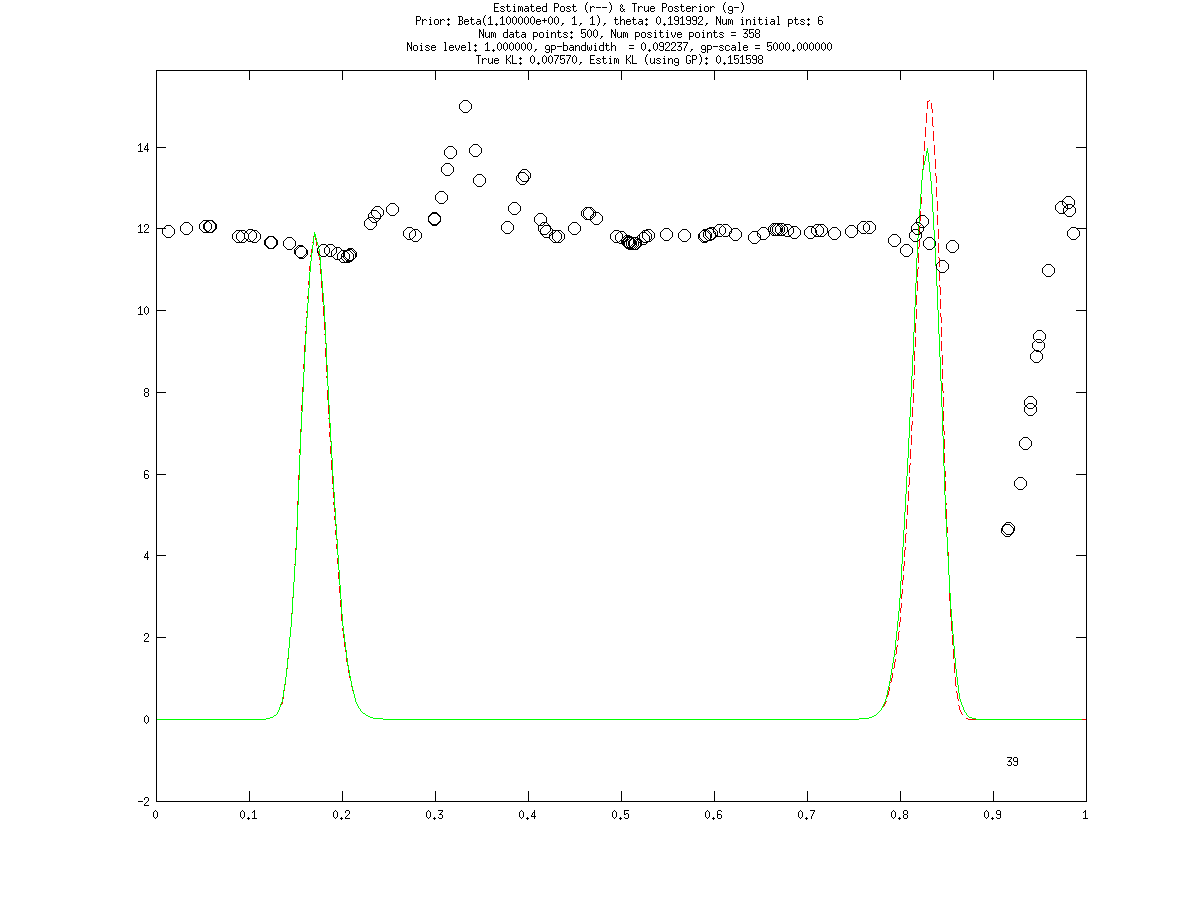 Estimated Post (r--) & True Posterior (g-)
Prior: Beta(1.100000e+00, 1, 1), theta: 0.191992, Num initial pts: 6
Num data points: 500, Num positive points = 358
Noise level: 1.000000, gp-bandwidth  = 0.092237, gp-scale = 5000.000000
True KL: 0.007570, Estim KL (using GP): 0.151598
14
12
10
8
6
4
2
0
39
-2
0 0.1 0.2 0.3 0.4 0.5 0.6 0.7 0.8 0.9 1